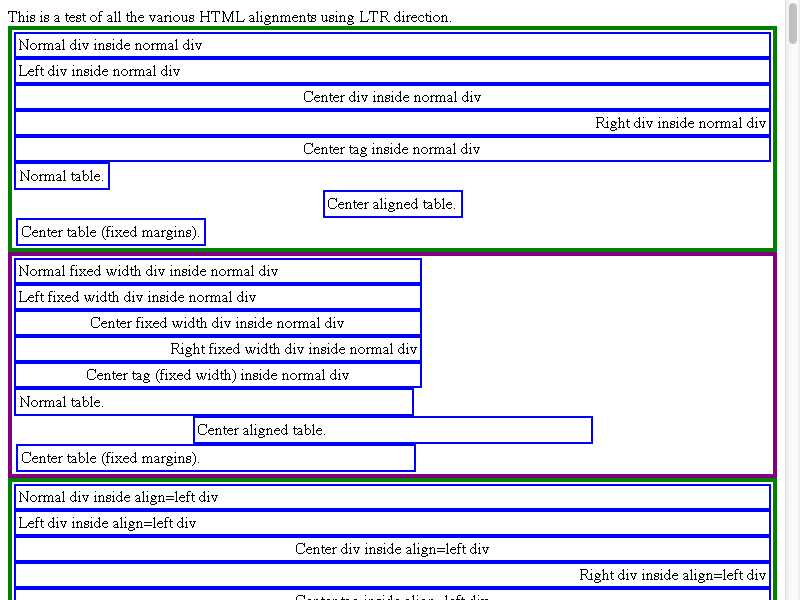 This is a test of all the various HTML alignments using LTR direction.
Normal div inside normal div
Left div inside normal div
Center div inside normal div
Right div inside normal div
Center tag inside normal div
Normal table.
Center aligned table.
Center table (fixed margins).
Normal fixed width div inside normal div
Left fixed width div inside normal div
Center fixed width div inside normal div
Right fixed width div inside normal div
Center tag (fixed width) inside normal div
Normal table.
Center aligned table.
Center table (fixed margins).
Normal div inside align=left div
Left div inside align=left div
Center div inside align=left div
Right div inside align=left div
Center tag inside align=left div